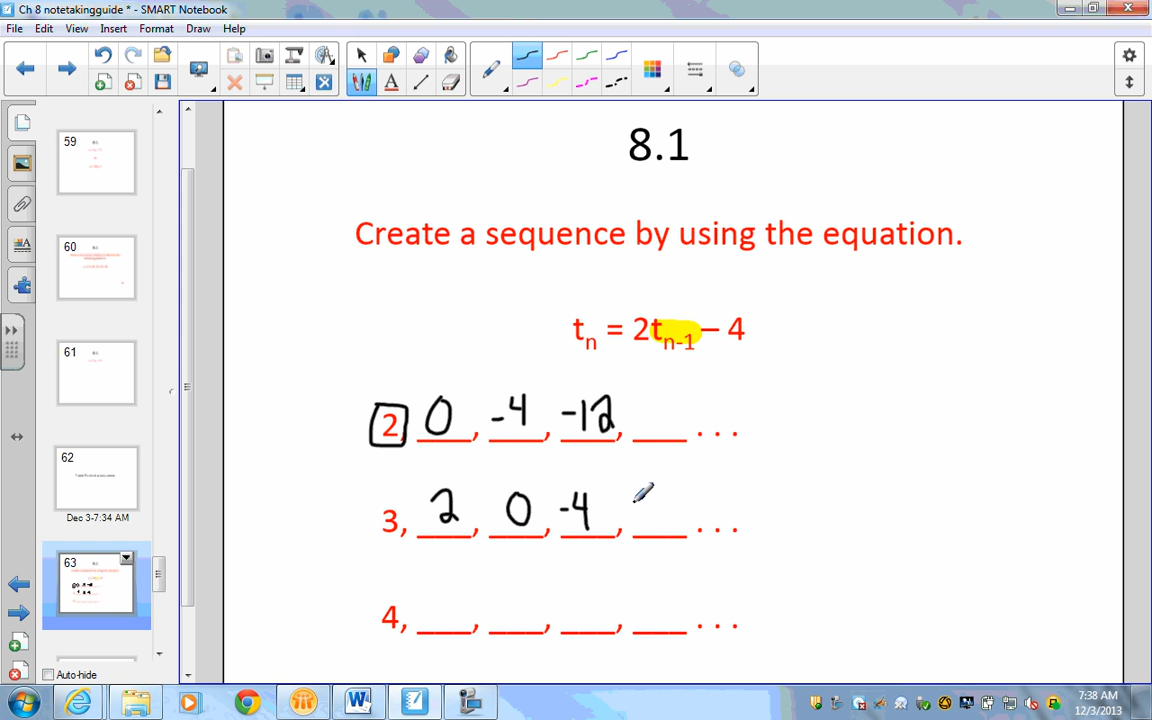 Ch 8 notetakingguide * - SMART Notebook
File Edit View Insert Format Draw Help
59
60
61
62
Dec 3-7:34 AM
63
Auto-hide
8.1
Create a sequence by using the equation.
tₙ = 2tₙ₋₁ – 4
2, 0, -4, -12, ___ . . .
3, 2, 0, -4, ___ . . .
4, ___, ___, ___, ___ . . .
7:38 AM
12/3/2013